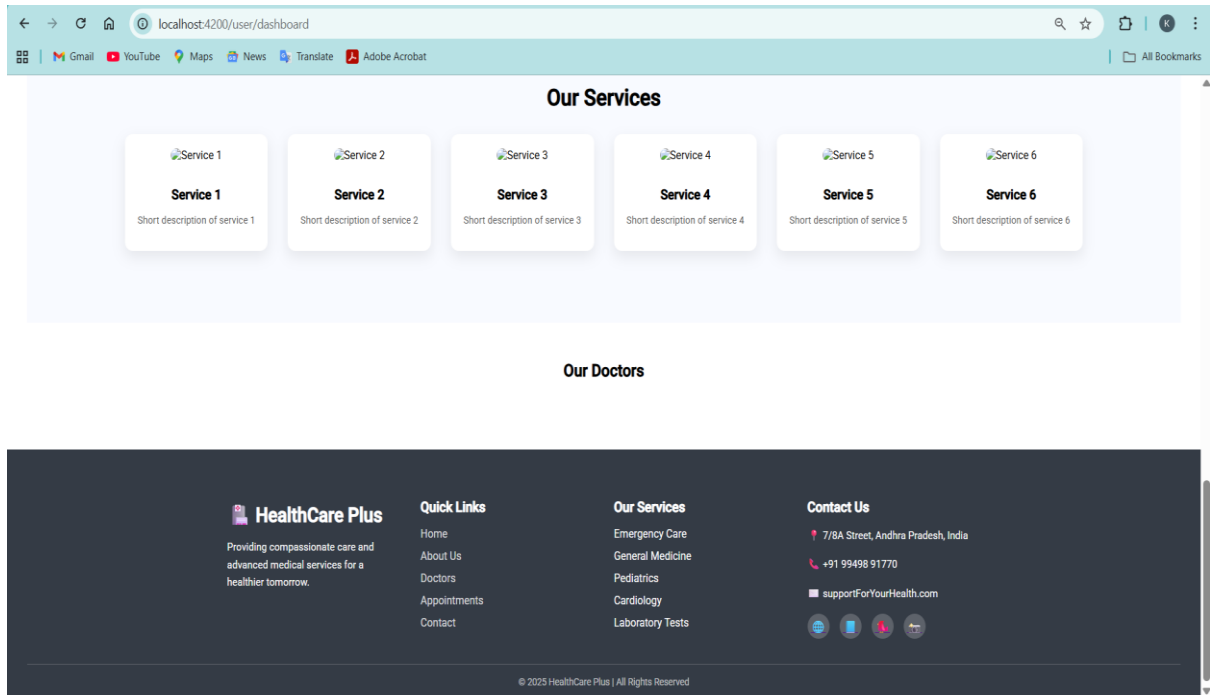 localhost:4200/user/dashboard
K
Gmail YouTube Maps News Translate Adobe Acrobat All Bookmarks
Our Services
Service 1 Service 2 Service 3 Service 4 Service 5 Service 6
Service 1 Service 2 Service 3 Service 4 Service 5 Service 6
Short description of service 1 Short description of service 2 Short description of service 3 Short description of service 4 Short description of service 5 Short description of service 6
Our Doctors
HealthCare Plus
Providing compassionate care and
advanced medical services for a
healthier tomorrow.
Quick Links
Home
About Us
Doctors
Appointments
Contact
Our Services
Emergency Care
General Medicine
Pediatrics
Cardiology
Laboratory Tests
Contact Us
7/8A Street, Andhra Pradesh, India
+91 99498 91770
supportForYourHealth.com
© 2025 HealthCare Plus | All Rights Reserved